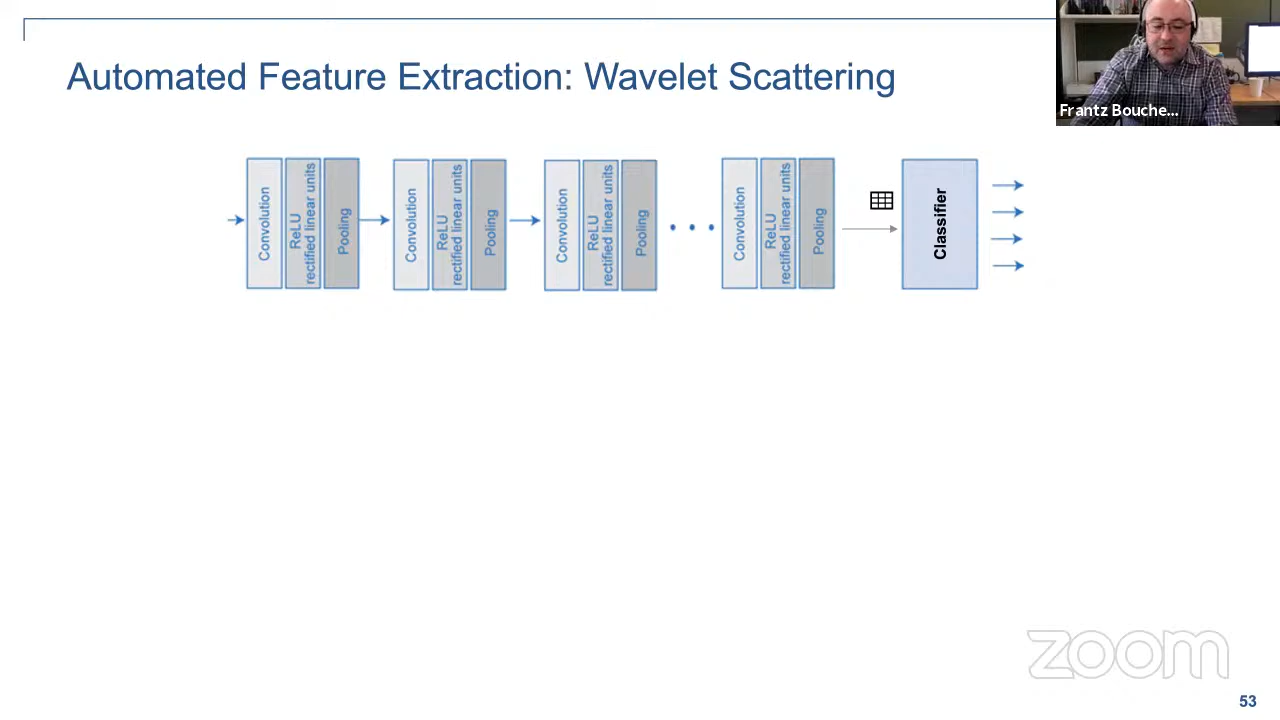 Automated Feature Extraction: Wavelet Scattering
Frantz Bouche...
Convolution
ReLU
rectified linear units
Pooling
Convolution
ReLU
rectified linear units
Pooling
Convolution
ReLU
rectified linear units
Pooling
. . .
Convolution
ReLU
rectified linear units
Pooling
Classifier
zoom
53